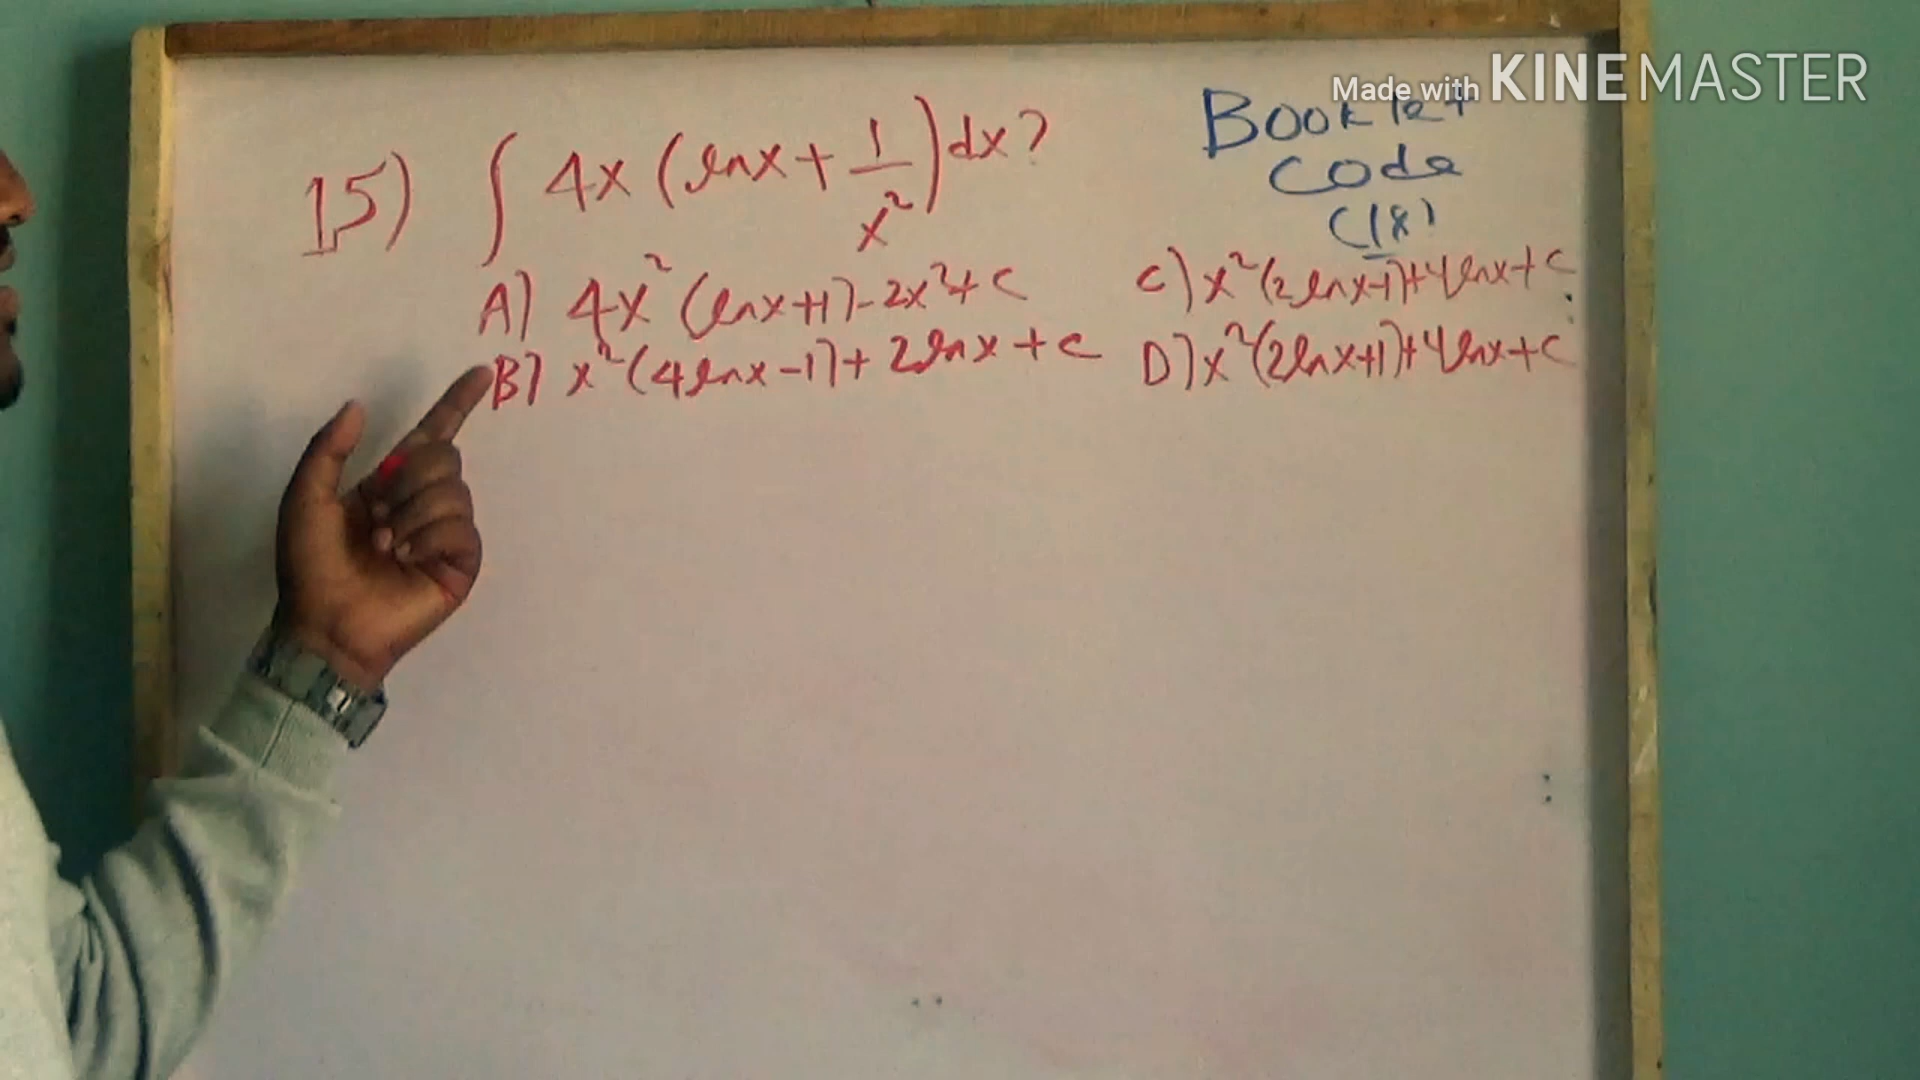 Made with KINEMASTER
Booklet
Code
(18)
15) ∫ 4x (lnx + 1/x²) dx?
A) 4x² (lnx+1) - 2x² + c
B) x² (4lnx - 1) + 2lnx + c
C) x² (2lnx-1) + 4lnx + c
D) x² (2lnx+1) + 4lnx + c